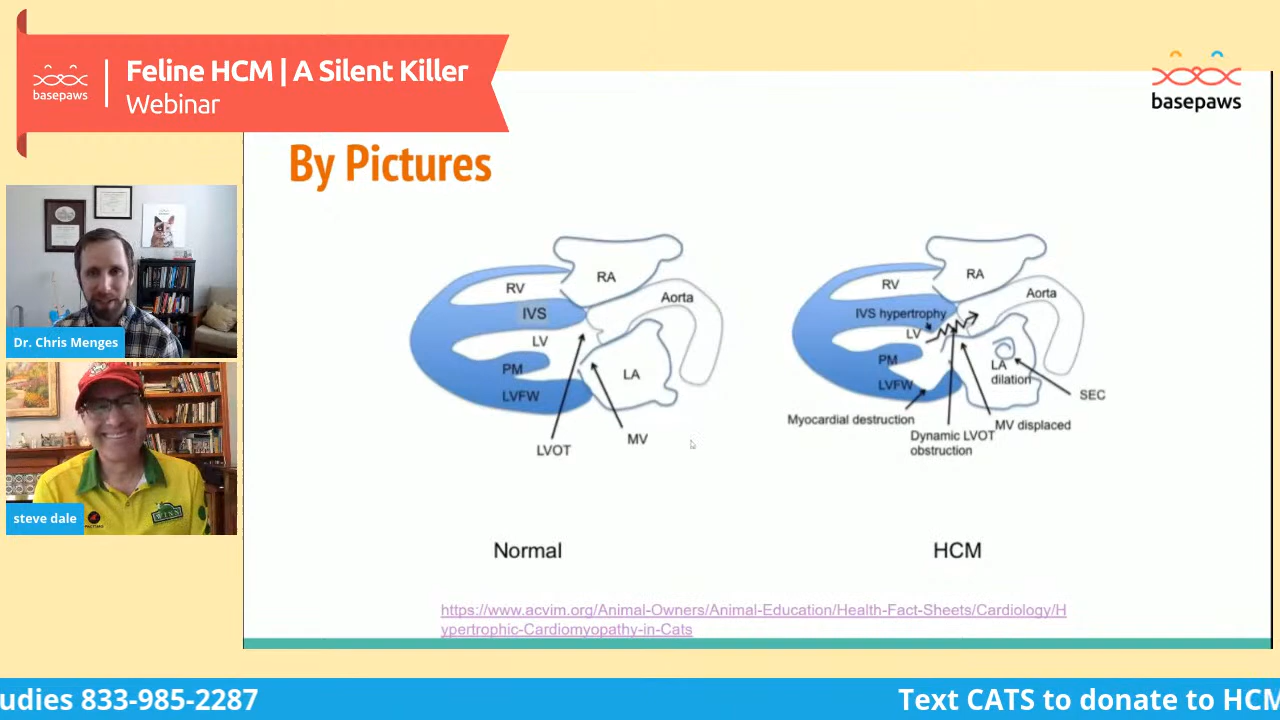 Feline HCM | A Silent Killer
Webinar
basepaws
basepaws
By Pictures
Dr. Chris Menges
steve dale
WINN
RA
RV
Aorta
IVS
LV
PM
LA
LVFW
LVOT
MV
Normal
RA
RV
Aorta
IVS hypertrophy
LV
PM
LA
dilation
LVFW
SEC
Myocardial destruction
MV displaced
Dynamic LVOT
obstruction
HCM
https://www.acvim.org/Animal-Owners/Animal-Education/Health-Fact-Sheets/Cardiology/H
ypertrophic-Cardiomyopathy-in-Cats
udies 833-985-2287
Text CATS to donate to HCM